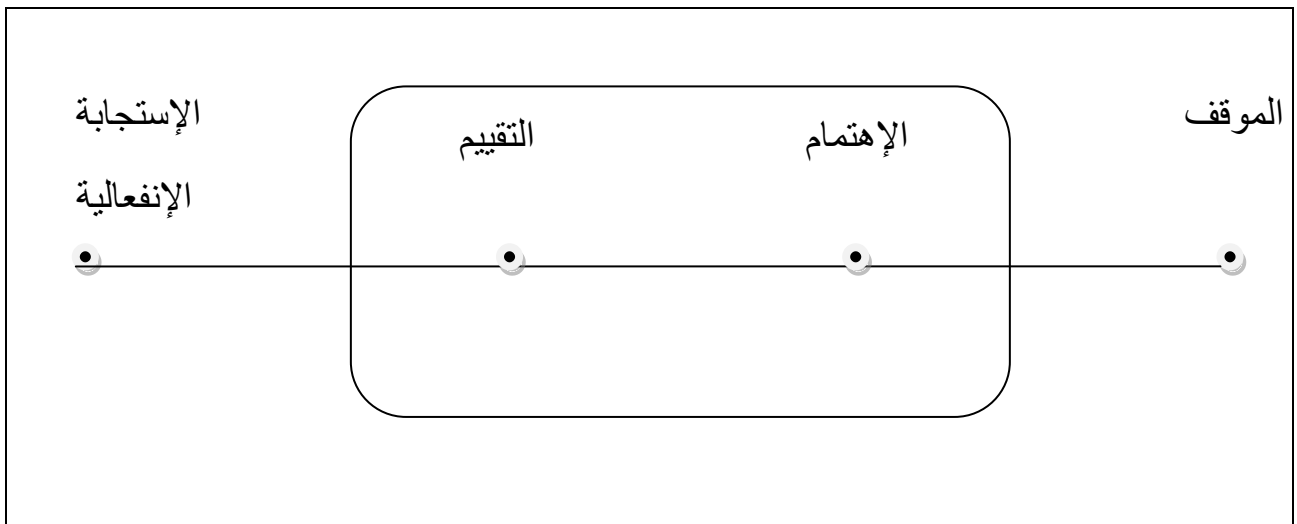 الموقف
الإهتمام
التقييم
الإستجابة
الإنفعالية